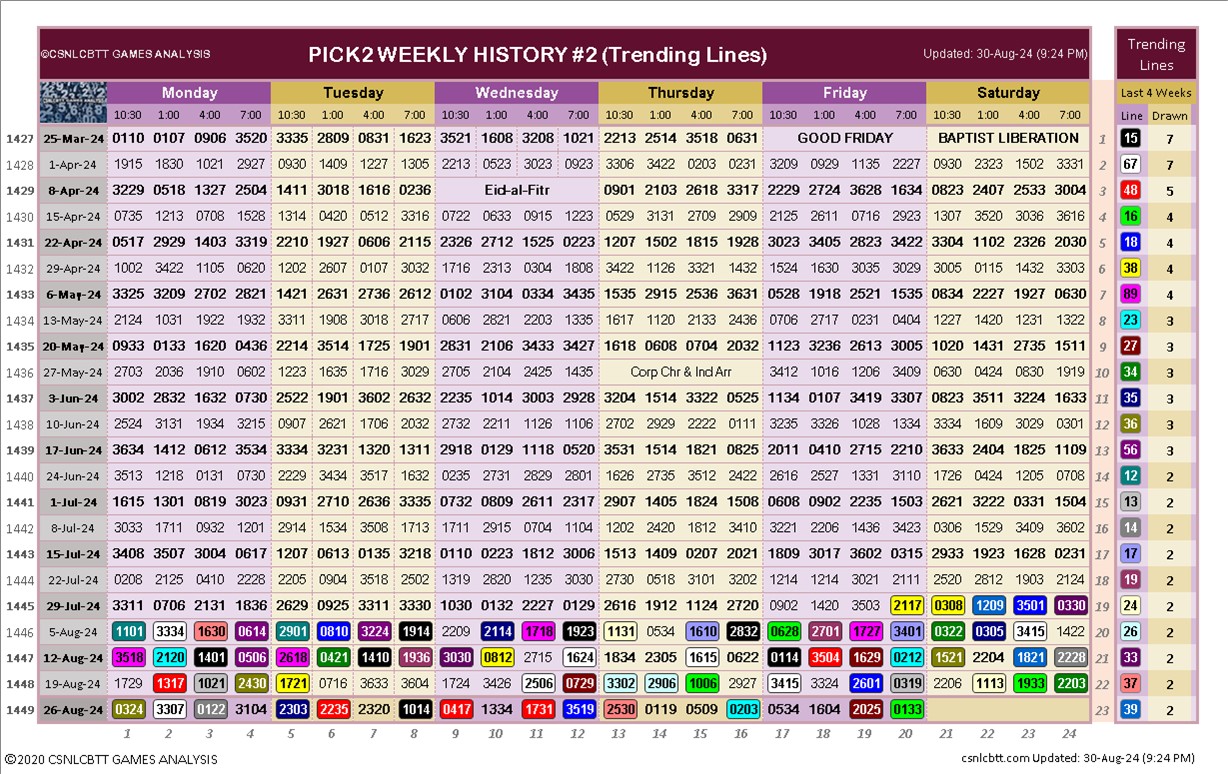 ©CSNLCBTT GAMES ANALYSIS PICK2 WEEKLY HISTORY #2 (Trending Lines) Updated: 30-Aug-24 (9:24 PM) Trending Lines
Monday Tuesday Wednesday Thursday Friday Saturday Last 4 Weeks
10:30 1:00 4:00 7:00 10:30 1:00 4:00 7:00 10:30 1:00 4:00 7:00 10:30 1:00 4:00 7:00 10:30 1:00 4:00 7:00 10:30 1:00 4:00 7:00 Line Drawn
1427 25-Mar-24 0110 0107 0906 3520 3335 2809 0831 1623 3521 1608 3208 1021 2213 2514 3518 0631 GOOD FRIDAY BAPTIST LIBERATION 1 15 7
1428 1-Apr-24 1915 1830 1021 2927 0930 1409 1227 1305 2213 0523 3023 0923 3306 3422 0203 0231 3209 0929 1135 2227 0930 2323 1502 3331 2 67 7
1429 8-Apr-24 3229 0518 1327 2504 1411 3018 1616 0236 Eid-al-Fitr 0901 2103 2618 3317 2229 2724 3628 1634 0823 2407 2533 3004 3 48 5
1430 15-Apr-24 0735 1213 0708 1528 1314 0420 0512 3316 0722 0633 0915 1223 0529 3131 2709 2909 2125 2611 0716 2923 1307 3520 3036 3616 4 16 4
1431 22-Apr-24 0517 2929 1403 3319 2210 1927 0606 2115 2326 2712 1525 0223 1207 1502 1815 1928 3023 3405 2823 3422 3304 1102 2326 2030 5 18 4
1432 29-Apr-24 1002 3422 1105 0620 1202 2607 0107 3033 1716 2313 0304 1808 3422 1126 3321 1432 1524 1630 3035 3029 3005 0115 1432 3303 6 38 4
1433 6-May-24 3325 3209 2702 2821 1421 2631 2736 2612 0102 3104 0334 3435 1535 2915 2536 3631 0528 1918 2521 1535 0834 2227 1927 0630 7 89 4
1434 13-May-24 2124 1031 1922 1932 3311 1908 3018 2717 0606 2821 2203 1335 1617 1120 2133 2436 0706 2717 0231 0404 1227 1420 1231 1322 8 23 3
1435 20-May-24 0933 0133 1620 0436 2214 3514 1725 1901 2831 2106 3433 3427 1618 0608 0704 2032 1123 3236 2613 3005 1020 1431 2735 1511 9 27 3
1436 27-May-24 2703 2036 1910 0602 1223 1635 1716 3029 2705 2104 2425 1435 Corp Chr & Ind Arr 3412 1016 1206 3409 0630 0424 0830 1919 10 34 3
1437 3-Jun-24 3002 2832 1632 0730 2522 1901 3602 2632 2235 1014 3003 2928 3204 1514 3322 0525 1134 0107 3419 3307 0823 3511 3224 1633 11 35 3
1438 10-Jun-24 2524 3131 1934 3215 0907 2621 1706 2032 2732 2211 1126 1106 2702 2929 2222 0111 3235 3326 1028 1334 3334 1609 3029 0301 12 36 3
1439 17-Jun-24 3634 1412 0612 3534 3334 3231 1320 1311 2918 0129 1118 0520 3531 1514 1821 0825 2011 0410 2715 2210 3633 2404 1825 1109 13 56 3
1440 24-Jun-24 3513 1218 0131 0730 2229 3434 3517 1632 0235 2731 2829 2801 1626 2735 3512 2422 2616 2527 1331 3110 1726 0424 1205 0708 14 12 2
1441 1-Jul-24 1615 1301 0819 3023 0931 2710 2636 3335 0732 0809 2611 2317 2907 1405 1824 1508 0608 0902 2235 1503 2621 3222 0331 1504 15 13 2
1442 8-Jul-24 3033 1711 0932 1201 2914 1534 3508 1713 1711 2915 0704 1104 1202 2420 1812 3410 3221 2206 1436 3423 0306 1529 3409 3602 16 14 2
1443 15-Jul-24 3408 3507 3004 0617 1207 0613 0135 3218 0110 0223 1812 3006 1513 1409 0207 2021 1809 3017 3602 0315 2933 1923 1628 0231 17 17 2
1444 22-Jul-24 0208 2125 0410 2228 2205 0904 3518 2502 1319 2820 1235 3030 2730 0518 3101 3202 1214 1214 3021 2111 2520 2812 1903 2124 18 19 2
1445 29-Jul-24 3311 0706 2131 1836 2629 0925 3311 3330 1030 0132 2227 0129 2616 1912 1124 2720 0902 1420 3503 2117 0308 1209 3501 0330 19 24 2
1446 5-Aug-24 1101 3334 1630 0614 2901 0810 3224 1914 2209 2114 1718 1923 1131 0534 1610 2832 0628 2701 1727 3401 0322 0305 3415 1422 20 26 2
1447 12-Aug-24 3518 2120 1401 0506 2618 0421 1410 1936 3030 0812 2715 1624 1834 2305 1615 0622 0114 3504 1629 0212 1521 2204 1821 2228 21 33 2
1448 19-Aug-24 1729 1317 1021 2430 1721 0716 3633 3604 1724 3426 2506 0729 3302 2906 1006 2927 3415 3324 2601 0319 2206 1113 1933 2203 22 37 2
1449 26-Aug-24 0324 3307 0122 3104 2303 2235 2320 1014 0417 1334 1731 3519 2530 0119 0509 0203 0534 1604 2025 0133 23 39 2
1 2 3 4 5 6 7 8 9 10 11 12 13 14 15 16 17 18 19 20 21 22 23 24
©2020 CSNLCBTT GAMES ANALYSIS csnlcbtt.com Updated: 30-Aug-24 (9:24 PM)